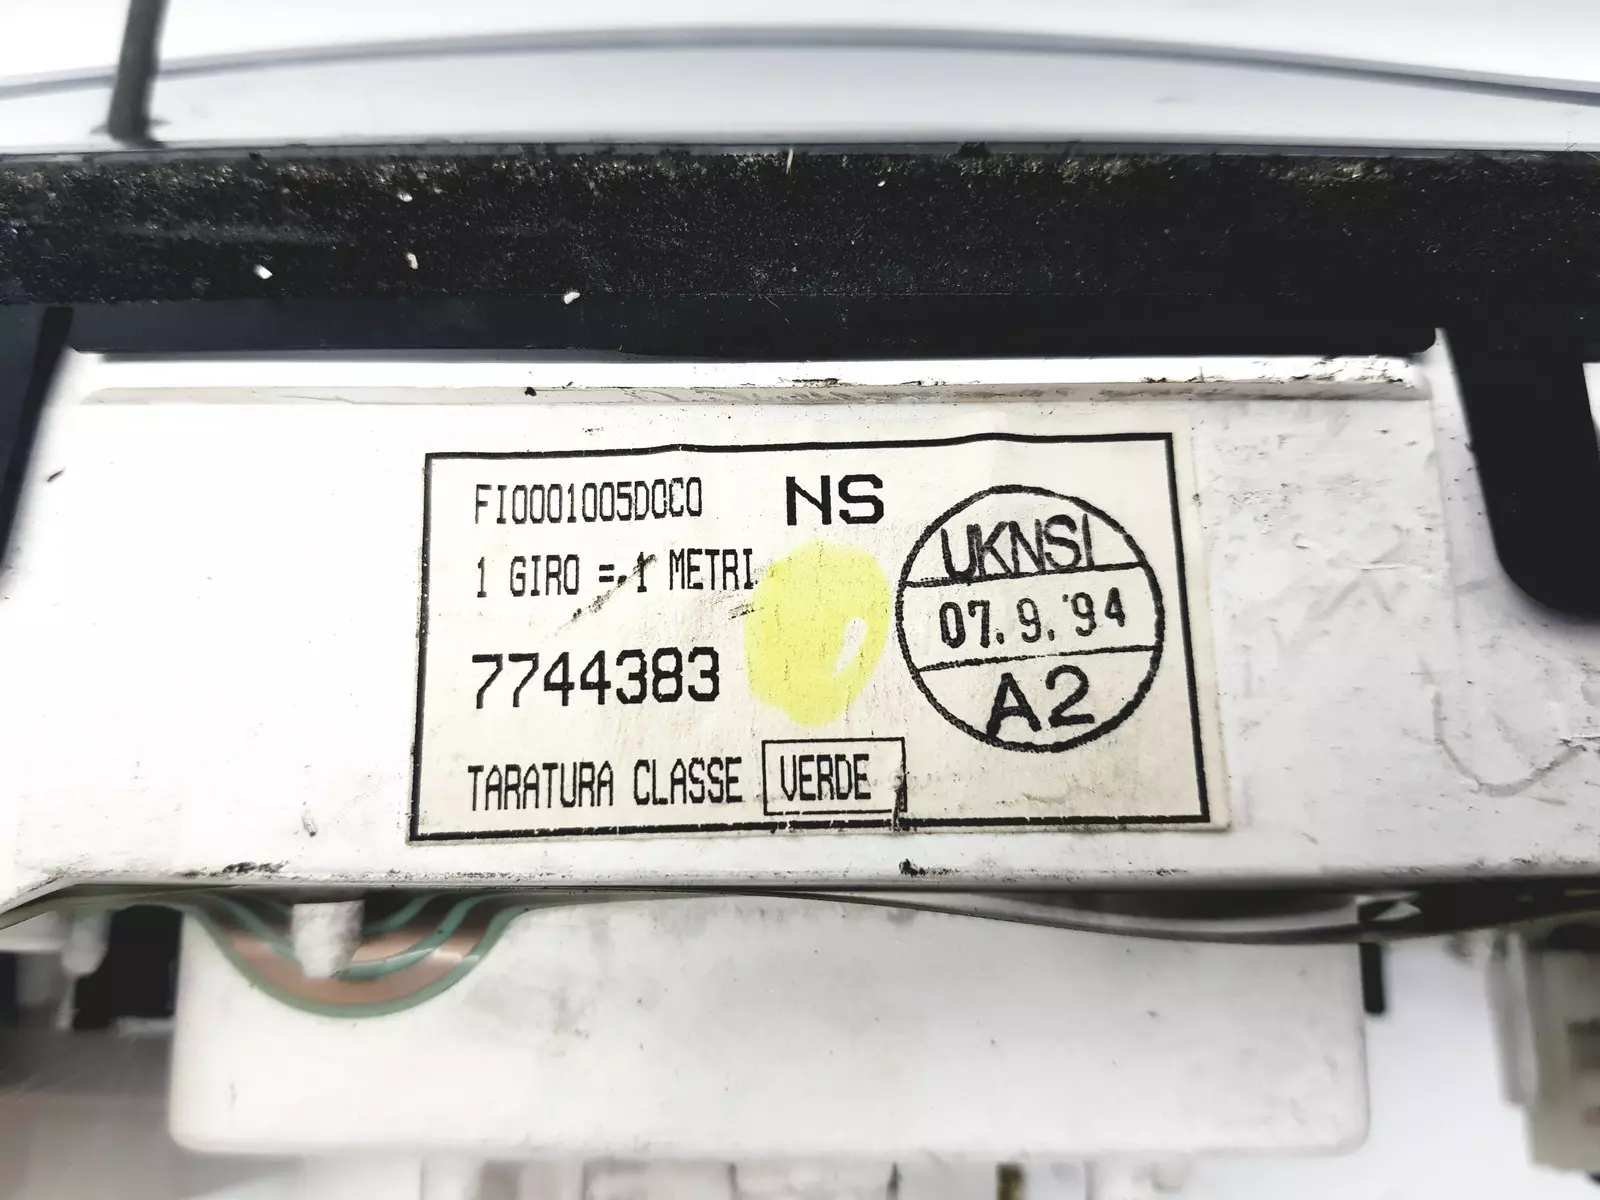 FI0001005D0C0 NS
1 GIRO = 1 METRI
7744383
TARATURA CLASSE VERDE
UKNSI
07.9.'94
A2